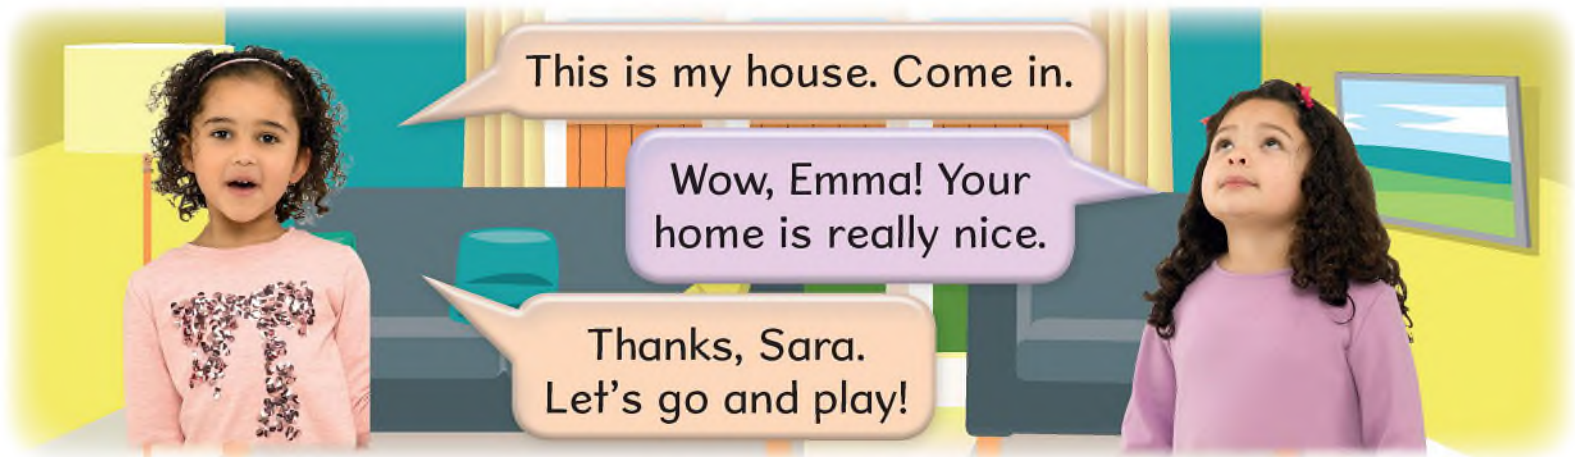 This is my house. Come in.
Wow, Emma! Your
home is really nice.
Thanks, Sara.
Let's go and play!